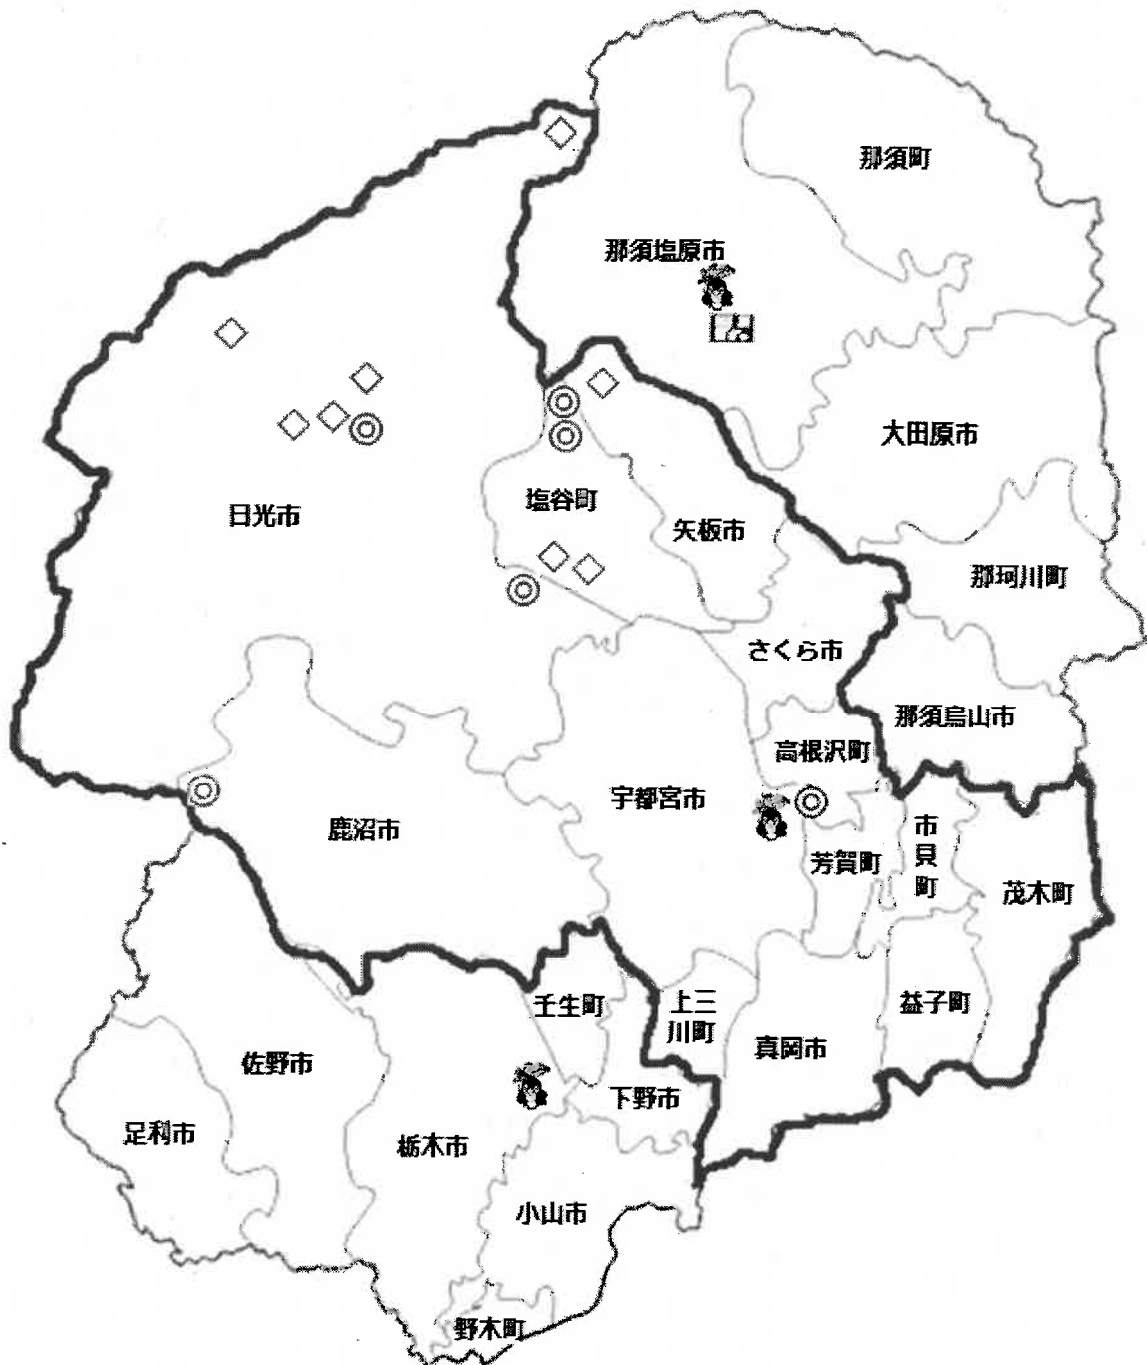 那須町
那須塩原市
大田原市
日光市
塩谷町
矢板市
那珂川町
さくら市
那須烏山市
高根沢町
宇都宮市
鹿沼市
市
貝
町
芳賀町
茂木町
壬生町
上三
川町
益子町
真岡市
佐野市
下野市
足利市
栃木市
小山市
野木町